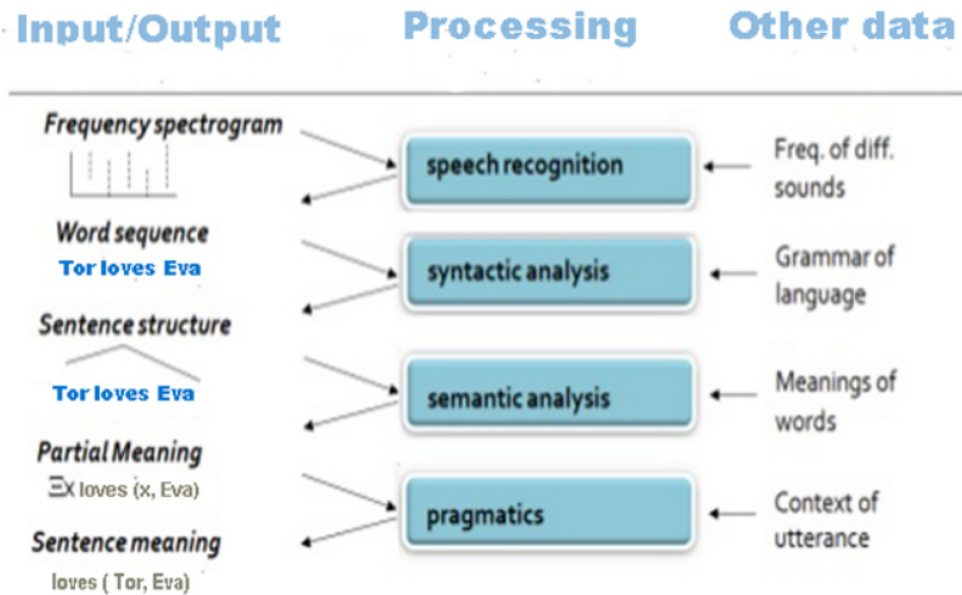 Input/Output Processing Other data
Frequency spectrogram
speech recognition
Freq. of diff.
sounds
Word sequence
Tor loves Eva
syntactic analysis
Grammar of
language
Sentence structure
Tor loves Eva
semantic analysis
Meanings of
words
Partial Meaning
∃x loves (x, Eva)
pragmatics
Context of
utterance
Sentence meaning
loves ( Tor, Eva)